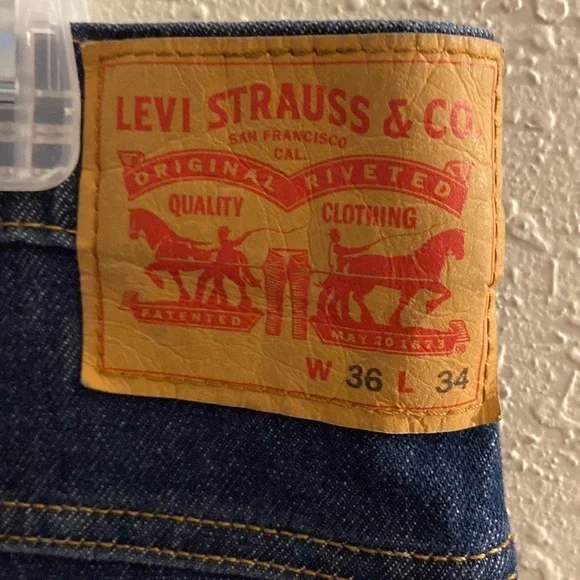 LEVI STRAUSS & CO.
SAN FRANCISCO
CAL.
ORIGINAL RIVETED
QUALITY CLOTHING
PATENTED MAY 20 1873
W 36 L 34